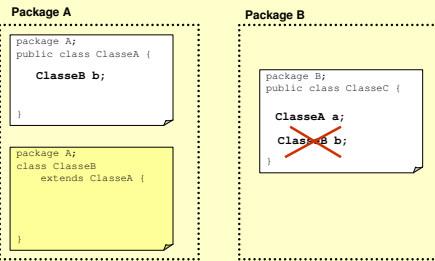 Package A
package A;
public class ClasseA {
ClasseB b;
}
package A;
class ClasseB
extends ClasseA {
}
Package B
package B;
public class ClasseC {
ClasseA a;
ClasseB b;
}